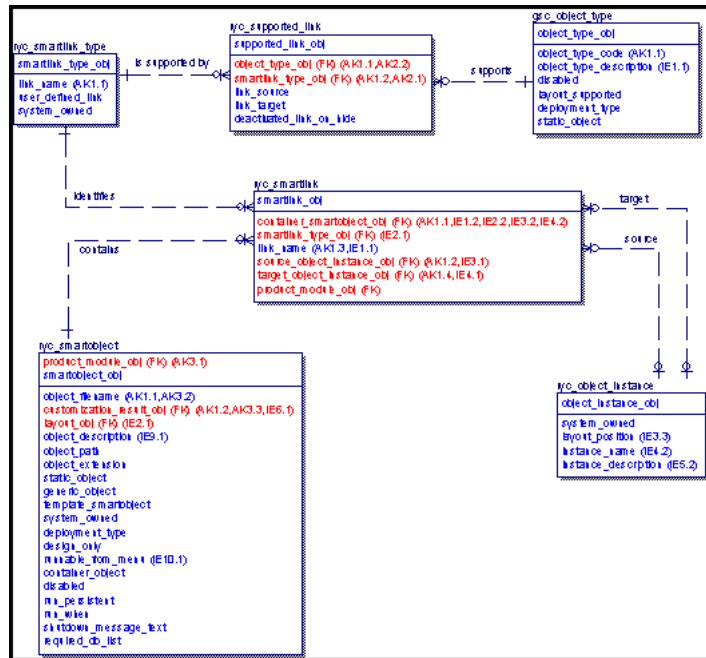 ryc_smartlink_type
smartlink_type_obj
link_name (AK1.1)
user_defined_link
system_owned
is supported by
ryc_supported_link
supported_link_obj
object_type_obj (FK) (AK1.1,AK2.2)
smartlink_type_obj (FK) (AK1.2,AK2.1)
link_source
link_target
deactivated_link_on_hide
supports
gsc_object_type
object_type_obj
object_type_code (AK1.1)
object_type_description (IE1.1)
disabled
layout_supported
deployment_type
static_object
identifies
contains
ryc_smartlink
smartlink_obj
container_smartobject_obj (FK) (AK1.1,IE1.2,IE2.2,IE3.2,IE4.2)
smartlink_type_obj (FK) (IE2.1)
link_name (AK1.3,IE1.1)
source_object_instance_obj (FK) (AK1.2,IE3.1)
target_object_instance_obj (FK) (AK1.4,IE4.1)
product_module_obj (FK)
target
source
ryc_smartobject
product_module_obj (FK) (AK3.1)
smartobject_obj
object_filename (AK1.1,AK3.2)
customization_result_obj (FK) (AK1.2,AK3.3,IE6.1)
layout_obj (FK) (IE2.1)
object_description (IE9.1)
object_path
object_extension
static_object
generic_object
template_smartobject
system_owned
deployment_type
design_only
runnable_from_menu (IE10.1)
container_object
disabled
run_persistent
run_when
shutdown_message_text
required_db_list
ryc_object_instance
object_instance_obj
system_owned
layout_position (IE3.3)
instance_name (IE4.2)
instance_description (IE5.2)